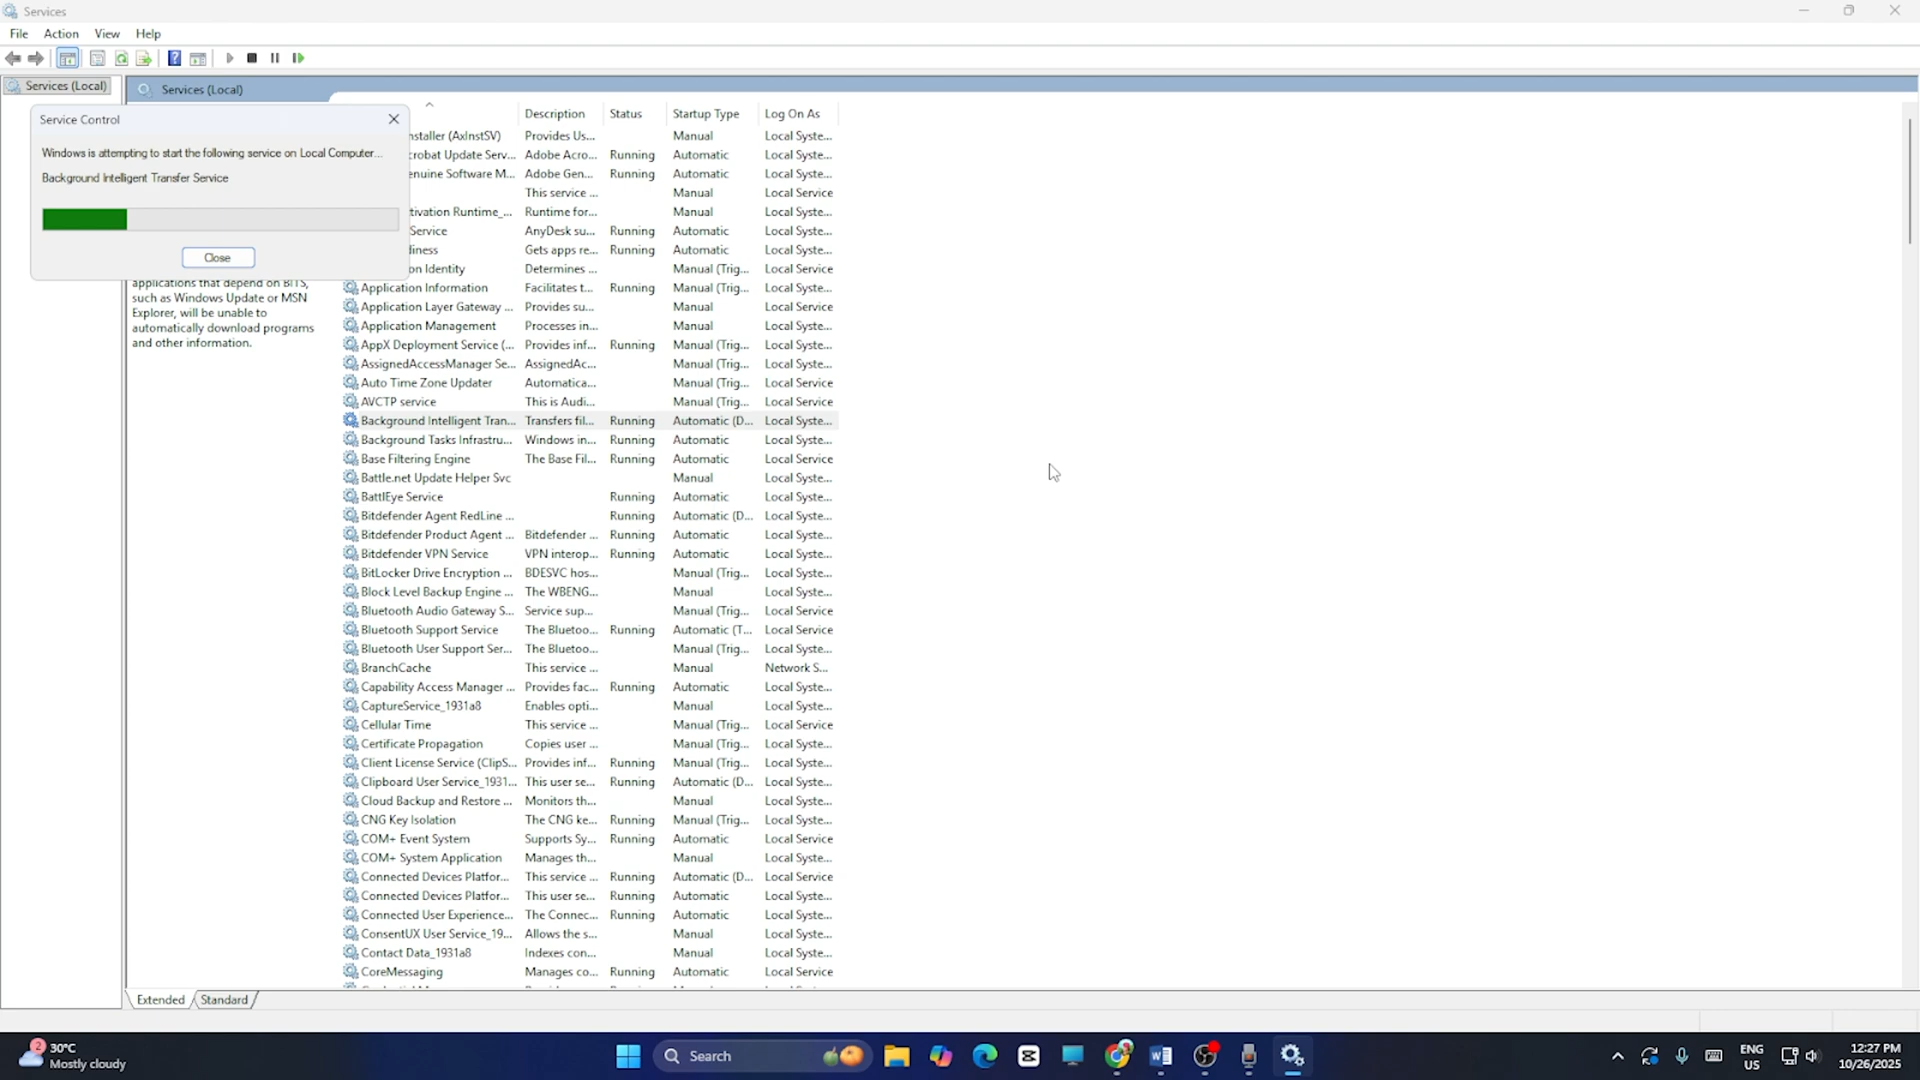 Services
File Action View Help
Services (Local)
Services (Local)
Service Control
Windows is attempting to start the following service on Local Computer...
Background Intelligent Transfer Service
Close
applications that depend on BITS,
such as Windows Update or MSN
Explorer, will be unable to
automatically download programs
and other information.
Description Status Startup Type Log On As
nstaller (AxInstSV) Provides Us... Manual Local Syste...
crobat Update Serv... Adobe Acro... Running Automatic Local Syste...
enuine Software M... Adobe Gen... Running Automatic Local Syste...
This service ... Manual Local Service
tivation Runtime_... Runtime for... Manual Local Syste...
Service AnyDesk su... Running Automatic Local Syste...
diness Gets apps re... Running Automatic Local Syste...
on Identity Determines ... Manual (Trig... Local Service
Application Information Facilitates t... Running Manual (Trig... Local Syste...
Application Layer Gateway ... Provides su... Manual Local Service
Application Management Processes in... Manual Local Syste...
AppX Deployment Service (... Provides inf... Running Manual (Trig... Local Syste...
AssignedAccessManager Se... AssignedAc... Manual (Trig... Local Syste...
Auto Time Zone Updater Automatica... Manual (Trig... Local Service
AVCTP service This is Audi... Manual (Trig... Local Service
Background Intelligent Tran... Transfers fil... Running Automatic (D... Local Syste...
Background Tasks Infrastru... Windows in... Running Automatic Local Syste...
Base Filtering Engine The Base Fil... Running Automatic Local Service
Battle.net Update Helper Svc Manual Local Syste...
BattlEye Service Running Automatic Local Syste...
Bitdefender Agent RedLine ... Running Automatic (D... Local Syste...
Bitdefender Product Agent ... Bitdefender ... Running Automatic Local Syste...
Bitdefender VPN Service VPN interop... Running Automatic Local Syste...
BitLocker Drive Encryption ... BDESVC hos... Manual (Trig... Local Syste...
Block Level Backup Engine ... The WBENG... Manual Local Syste...
Bluetooth Audio Gateway S... Service sup... Manual (Trig... Local Service
Bluetooth Support Service The Bluetoo... Running Automatic (T... Local Service
Bluetooth User Support Ser... The Bluetoo... Manual (Trig... Local Syste...
BranchCache This service ... Manual Network S...
Capability Access Manager ... Provides fac... Running Automatic Local Syste...
CaptureService_1931a8 Enables opti... Manual Local Syste...
Cellular Time This service ... Manual (Trig... Local Service
Certificate Propagation Copies user ... Manual (Trig... Local Syste...
Client License Service (ClipS... Provides inf... Running Manual (Trig... Local Syste...
Clipboard User Service_1931... This user se... Running Automatic (D... Local Syste...
Cloud Backup and Restore ... Monitors th... Manual Local Syste...
CNG Key Isolation The CNG ke... Running Manual (Trig... Local Syste...
COM+ Event System Supports Sy... Running Automatic Local Service
COM+ System Application Manages th... Manual Local Syste...
Connected Devices Platfor... This service ... Running Automatic (D... Local Service
Connected Devices Platfor... This user se... Running Automatic Local Syste...
Connected User Experience... The Connec... Running Automatic Local Syste...
ConsentUX User Service_19... Allows the s... Manual Local Syste...
Contact Data_1931a8 Indexes con... Manual Local Syste...
CoreMessaging Manages co... Running Automatic Local Service
Extended Standard
2 30°C
Mostly cloudy
Search
ENG
US
12:27 PM
10/26/2025